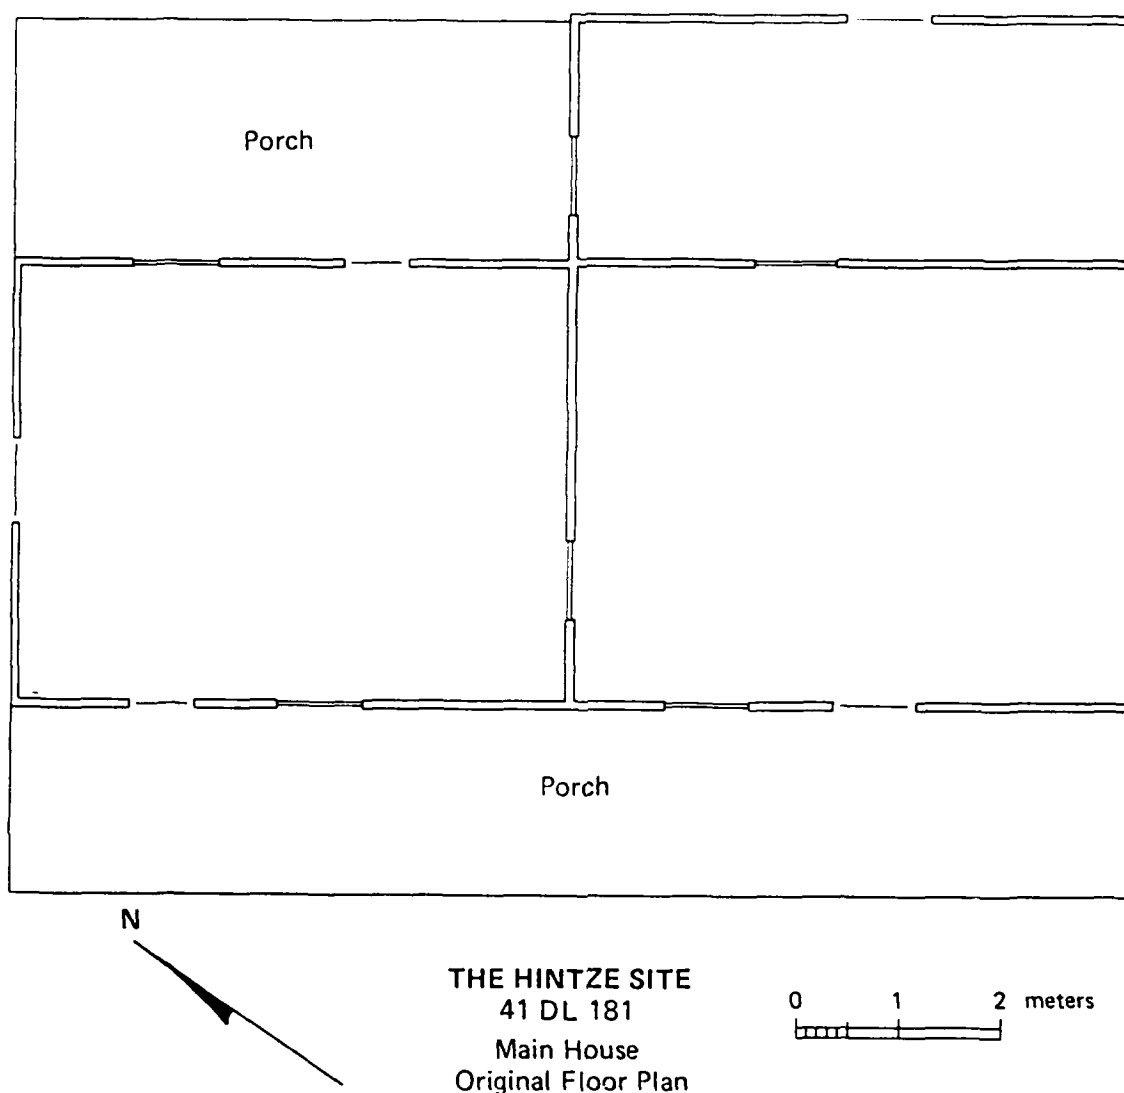 Porch
Porch
N
THE HINTZE SITE
41 DL 181
Main House
Original Floor Plan
0 1 2 meters